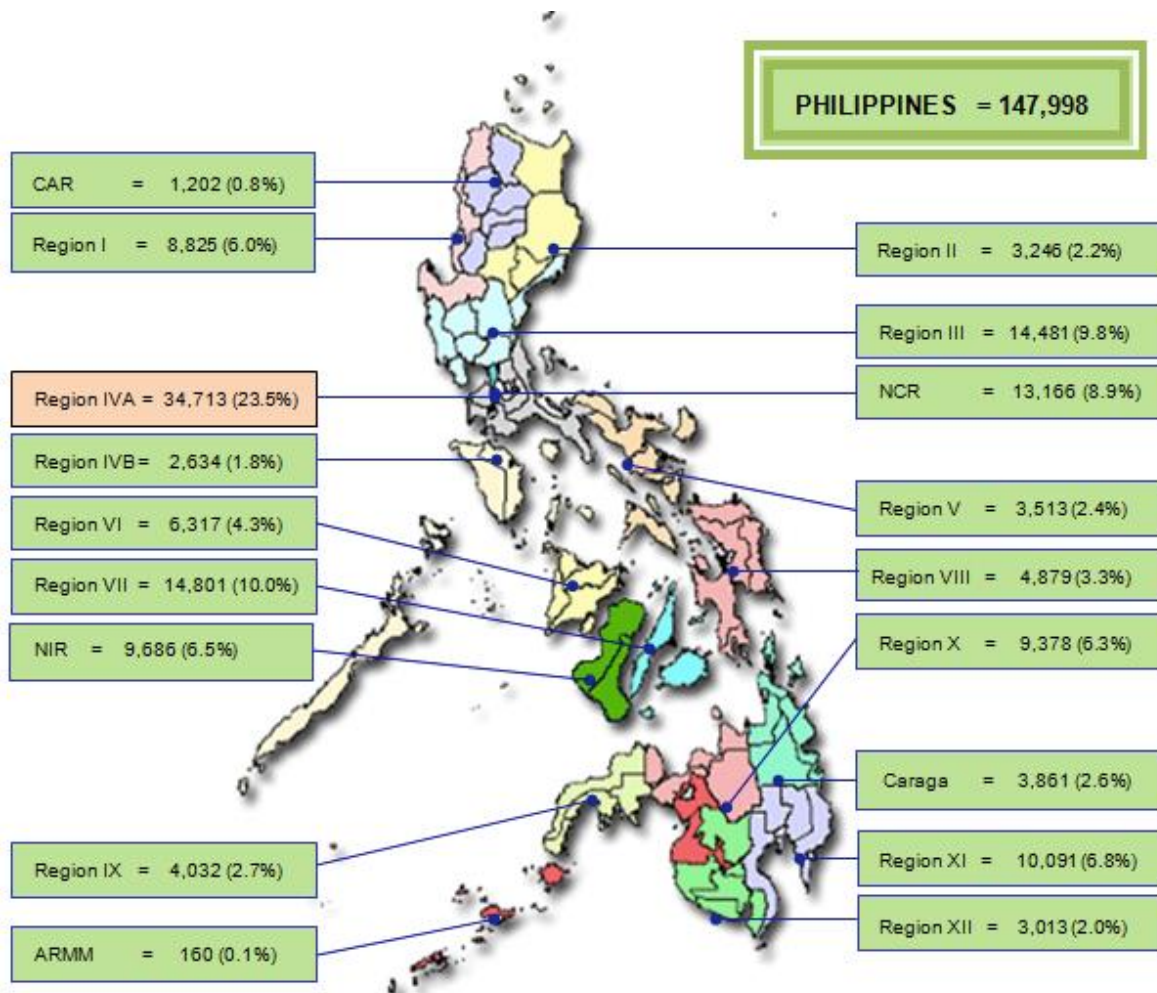 PHILIPPINES = 147,998
CAR = 1,202 (0.8%)
Region I = 8,825 (6.0%)
Region IVA = 34,713 (23.5%)
Region IVB= 2,634 (1.8%)
Region VI = 6,317 (4.3%)
Region VII = 14,801 (10.0%)
NIR = 9,686 (6.5%)
Region IX = 4,032 (2.7%)
ARMM = 160 (0.1%)
Region II = 3,246 (2.2%)
Region III = 14,481 (9.8%)
NCR = 13,166 (8.9%)
Region V = 3,513 (2.4%)
Region VIII = 4,879 (3.3%)
Region X = 9,378 (6.3%)
Caraga = 3,861 (2.6%)
Region XI = 10,091 (6.8%)
Region XII = 3,013 (2.0%)